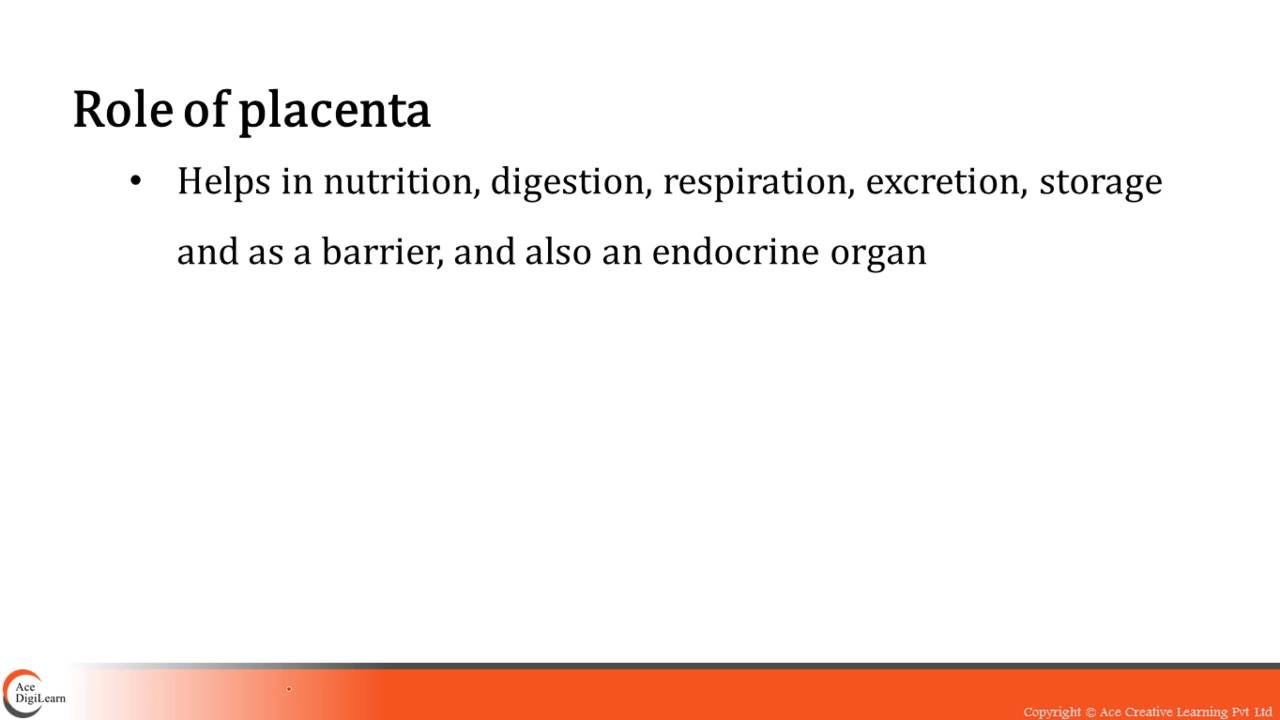 Role of placenta
• Helps in nutrition, digestion, respiration, excretion, storage
and as a barrier, and also an endocrine organ
Ace
DigiLearn
Copyright © Ace Creative Learning Pvt Ltd